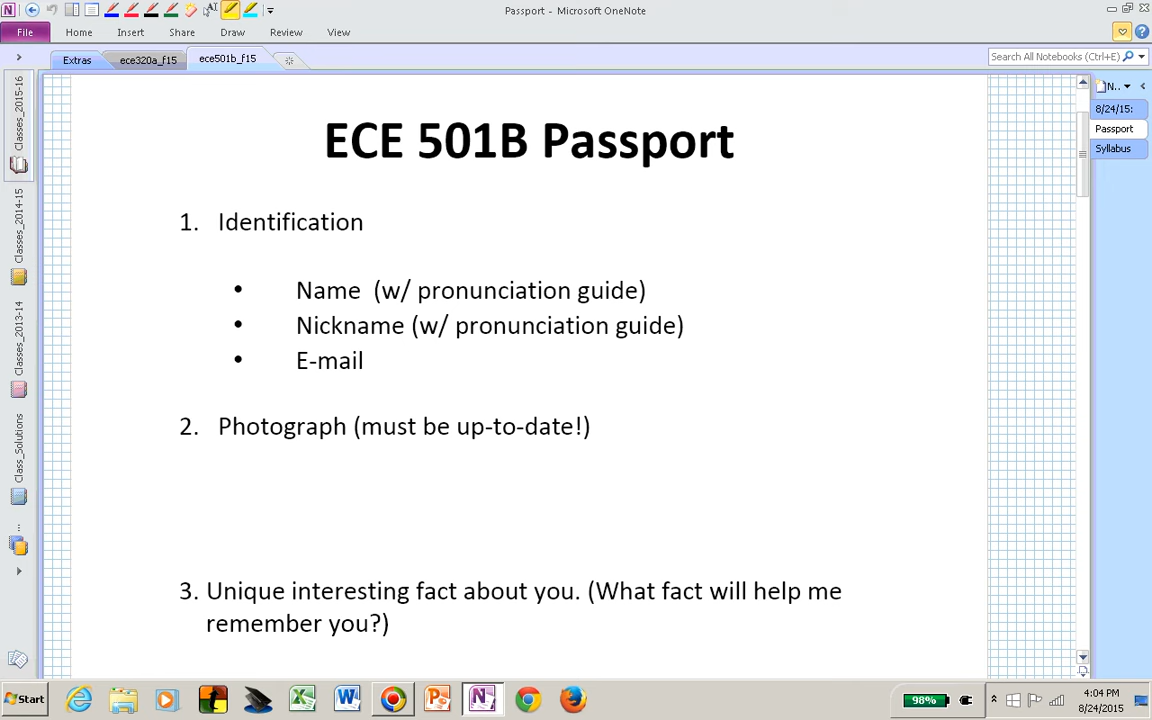 Passport - Microsoft OneNote
File Home Insert Share Draw Review View
Extras ece320a_f15 ece501b_f15
Search All Notebooks (Ctrl+E)
N..
8/24/15:
Passport
Syllabus
Classes_2015-16
Classes_2014-15
Classes_2013-14
Class_Solutions
ECE 501B Passport
1. Identification
• Name (w/ pronunciation guide)
• Nickname (w/ pronunciation guide)
• E-mail
2. Photograph (must be up-to-date!)
3. Unique interesting fact about you. (What fact will help me
remember you?)
Start
98%
4:04 PM
8/24/2015